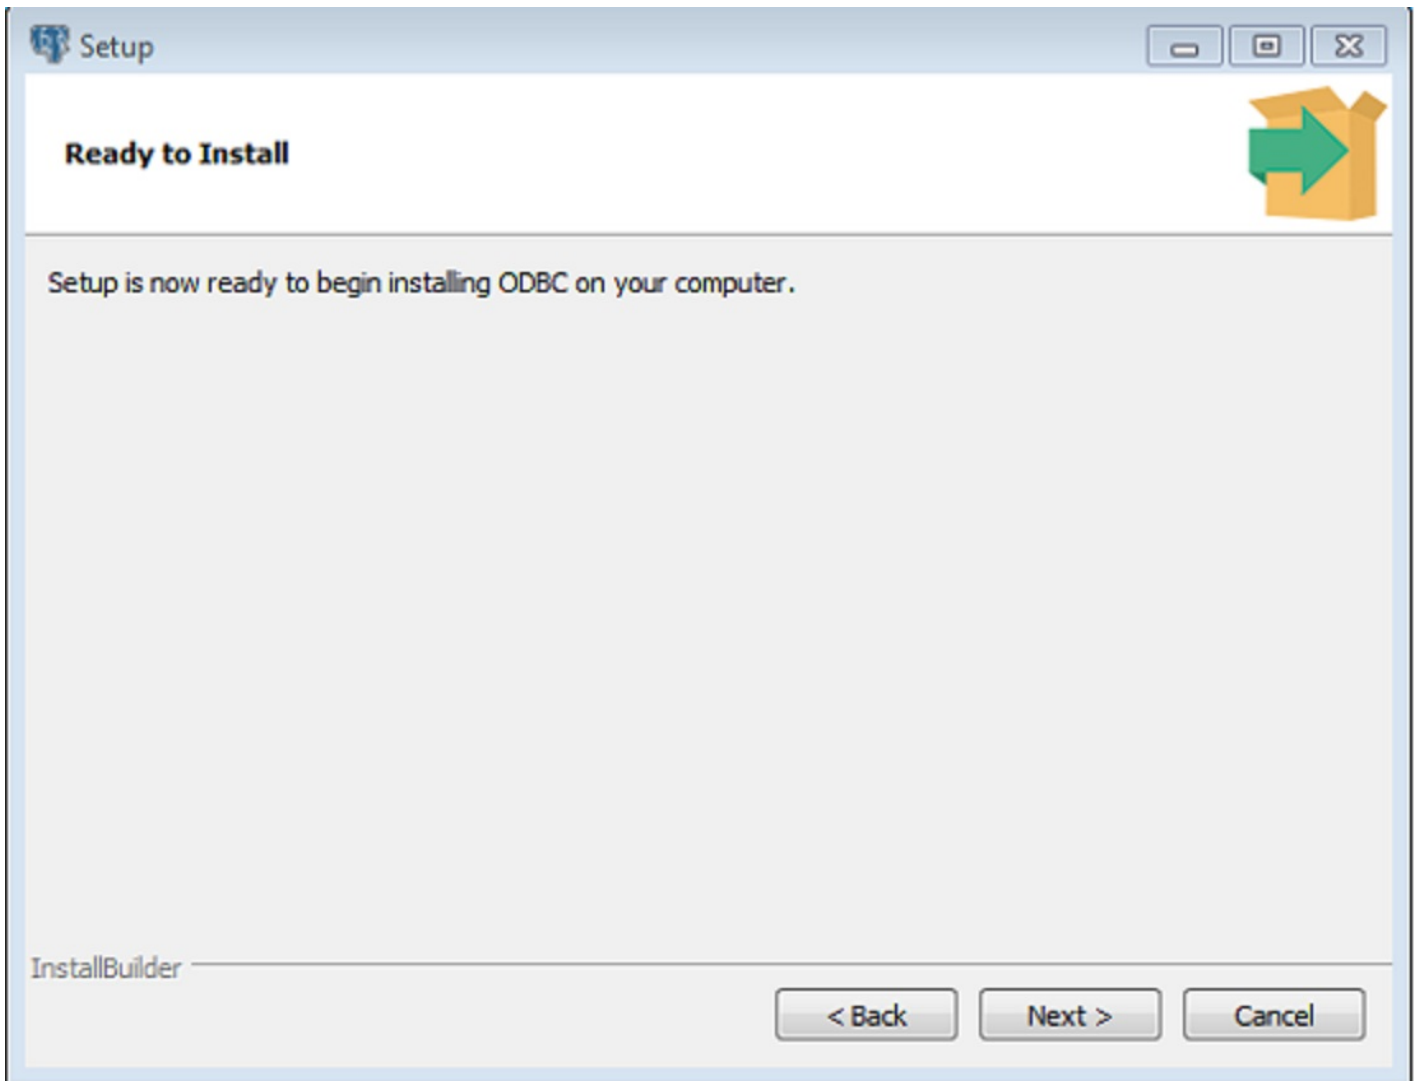 Setup
Ready to Install
Setup is now ready to begin installing ODBC on your computer.
InstallBuilder
< Back
Next >
Cancel